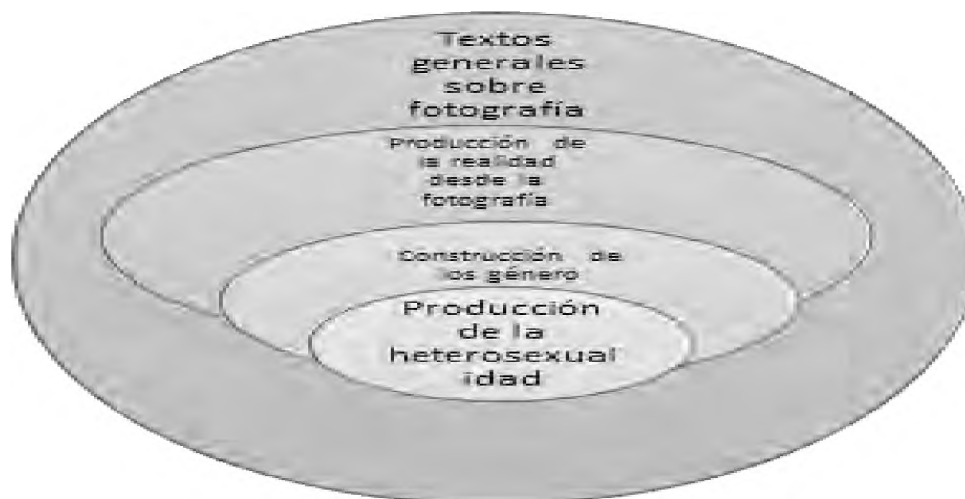 Textos
generales
sobre
fotografía
Producción de
la realidad
desde la
fotografía
Construcción de
los género
Producción
de la
heterosexual
idad